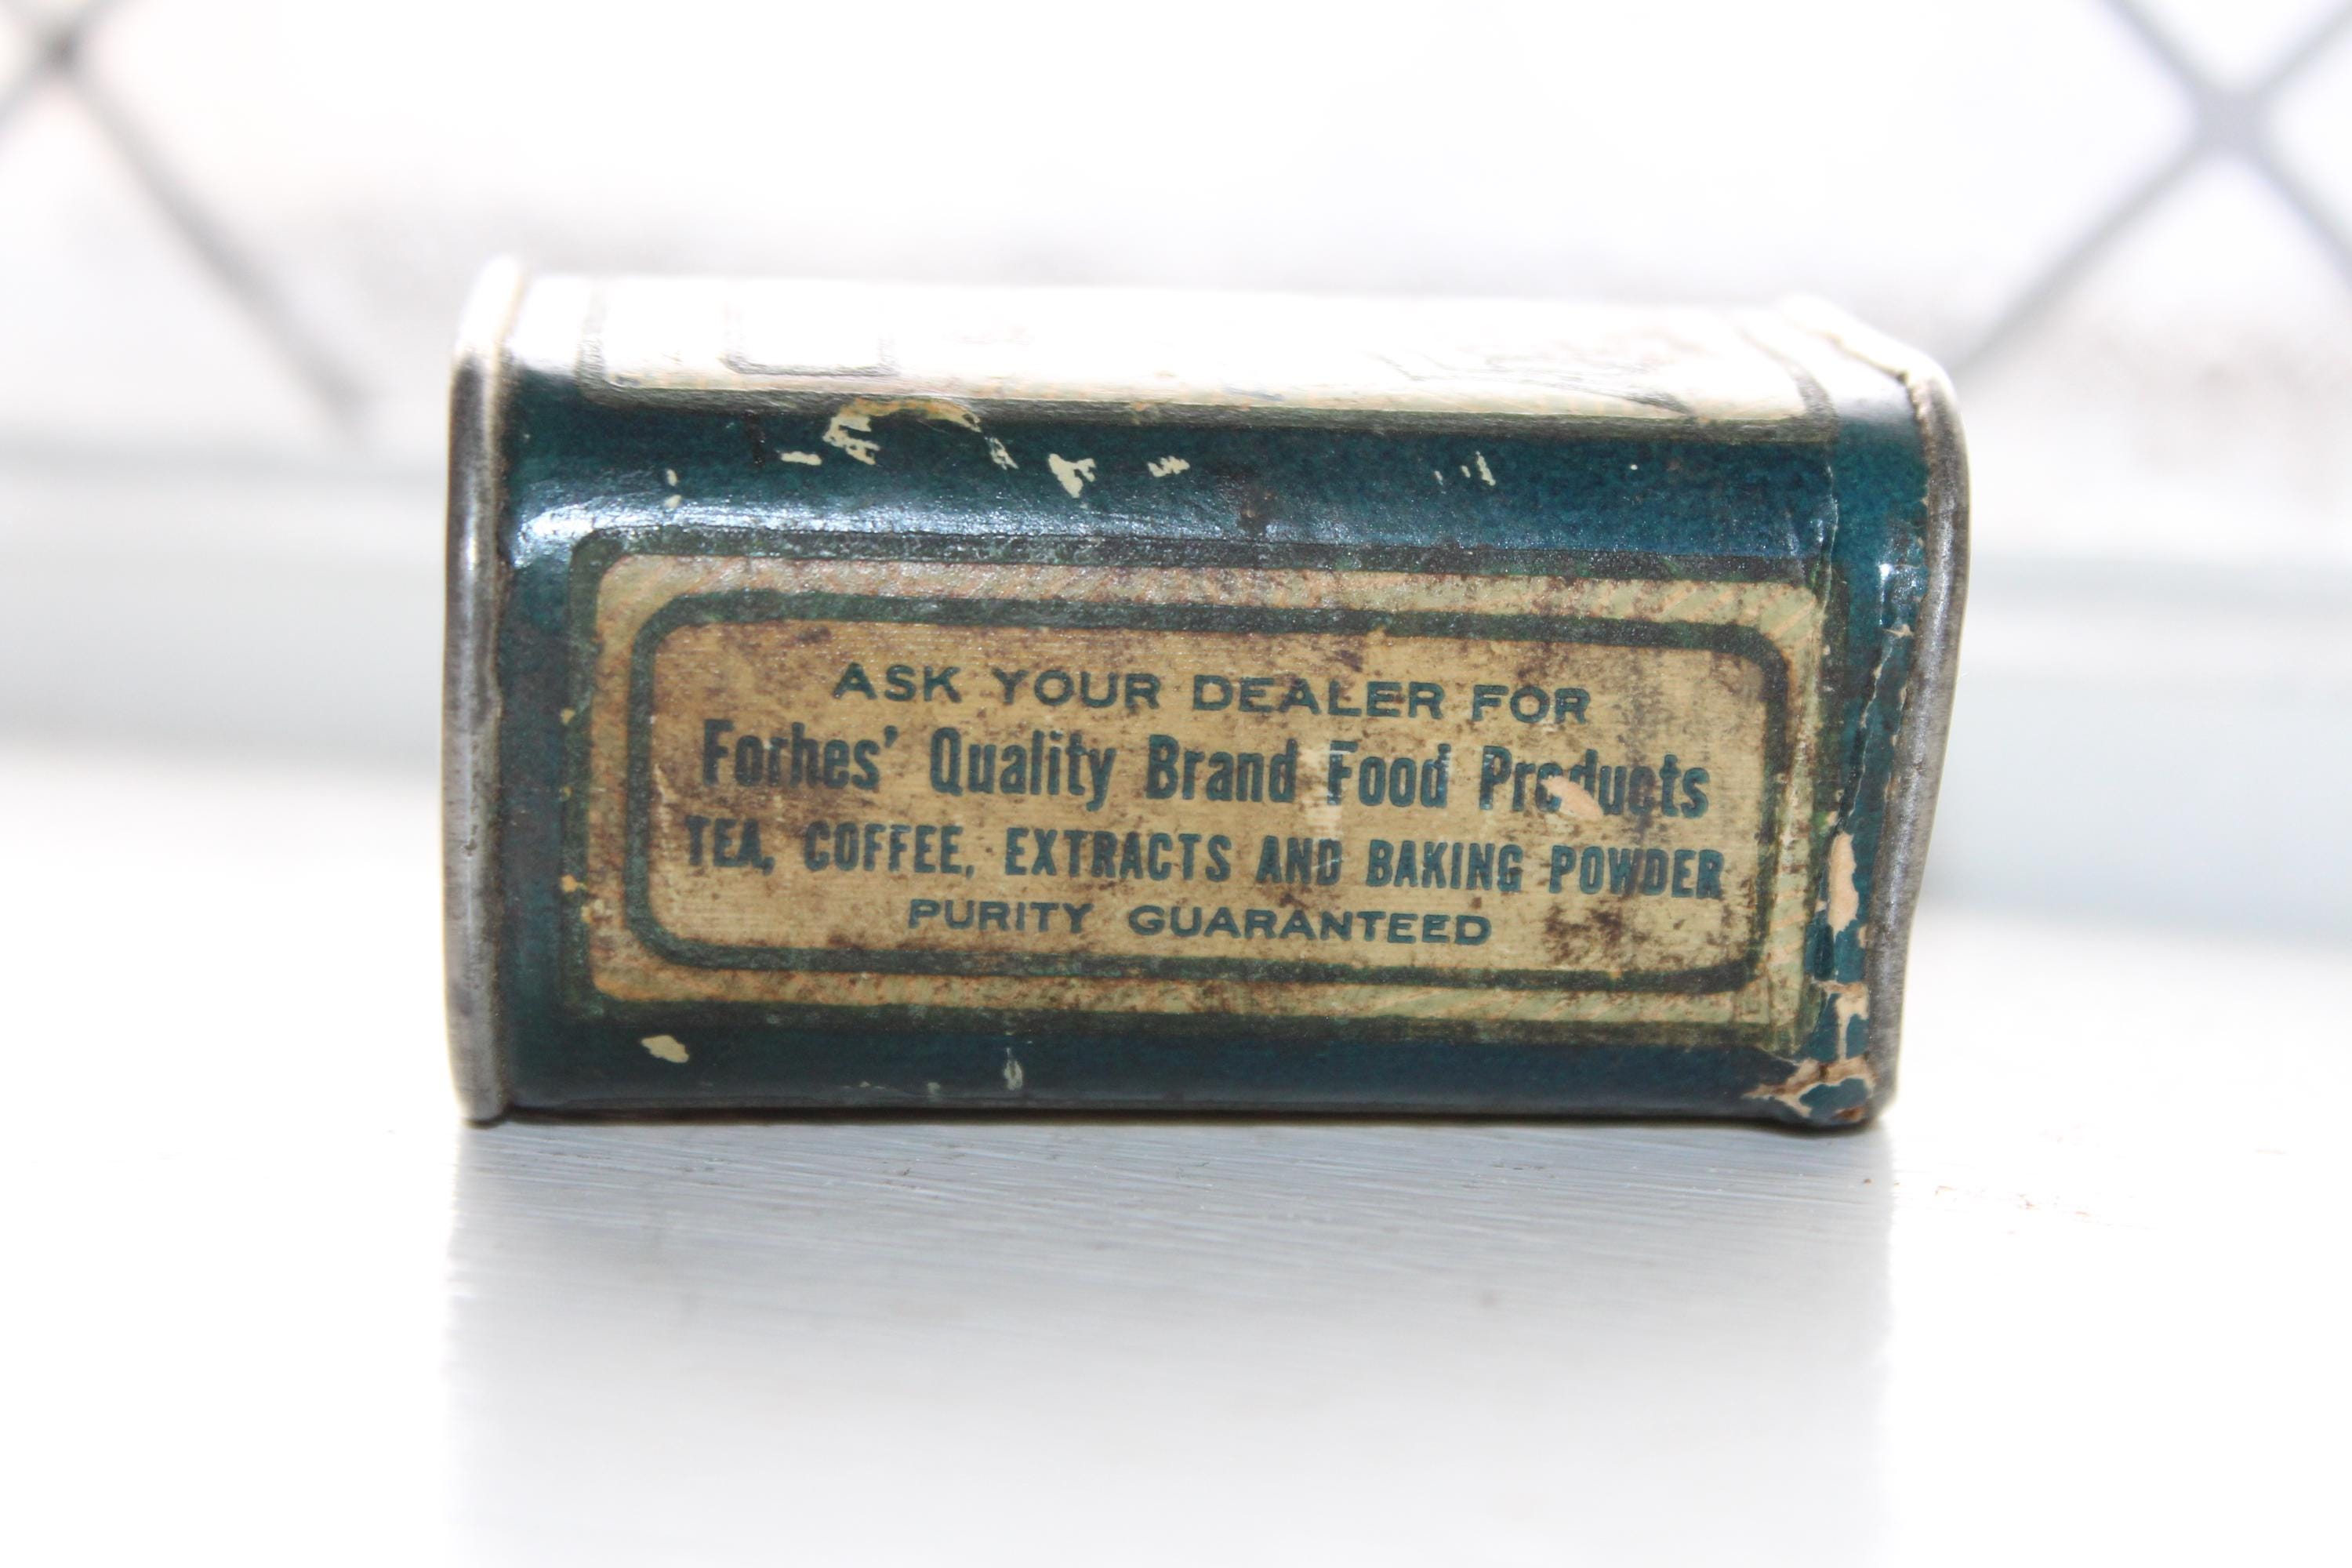 ASK YOUR DEALER FOR
Forbes' Quality Brand Food Products
TEA, COFFEE, EXTRACTS AND BAKING POWDER
PURITY GUARANTEED